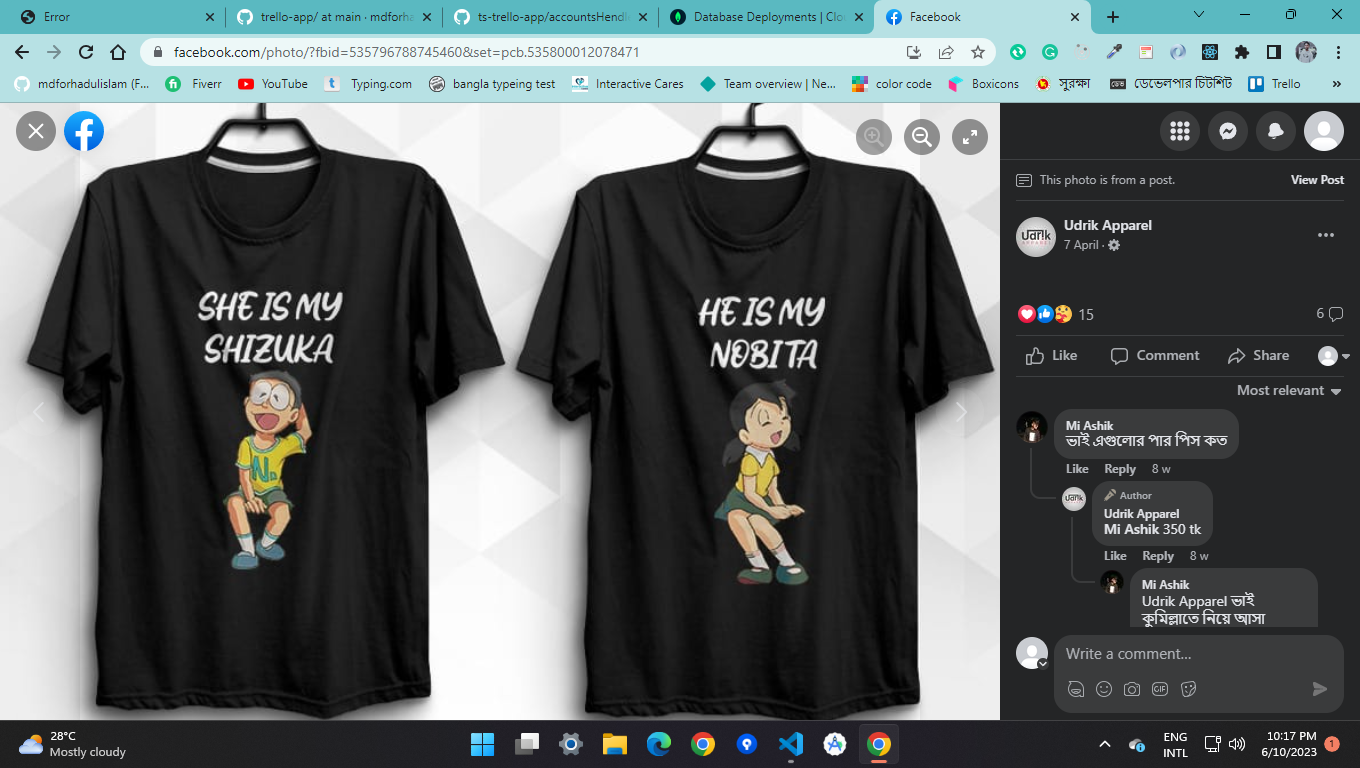 Error
trello-app/ at main · mdforha
ts-trello-app/accountsHendle
Database Deployments | Clou
Facebook
facebook.com/photo/?fbid=535796788745460&set=pcb.535800012078471
mdforhadulislam (F...
Fiverr
YouTube
Typing.com
bangla typeing test
Interactive Cares
Team overview | Ne...
color code
Boxicons
সুরক্ষা
ডেভেলপার চিটশিট
Trello
»
SHE IS MY
SHIZUKA
N.
HE IS MY
NOBITA
This photo is from a post.
View Post
Udrik Apparel
7 April ·
15
6
Like
Comment
Share
Most relevant
Mi Ashik
ভাই এগুলোর পার পিস কত
Like Reply 8 w
Author
Udrik Apparel
Mi Ashik 350 tk
Like Reply 8 w
Mi Ashik
Udrik Apparel ভাই
কুমিল্লাতে নিয়ে আসা
Write a comment...
GIF
28°C
Mostly cloudy
ENG
INTL
10:17 PM
6/10/2023
1